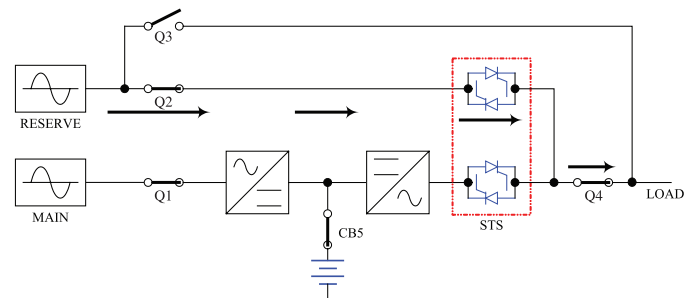 Q3
RESERVE
Q2
MAIN
Q1
CB5
STS
Q4
LOAD